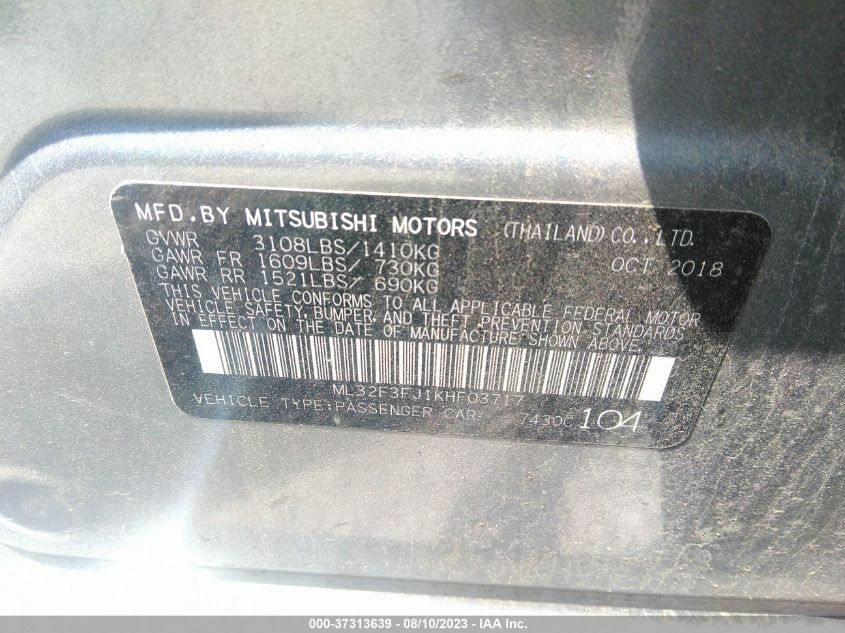 MFD.BY MITSUBISHI MOTORS (THAILAND) CO.,LTD.
GVWR 3108LBS/1410KG OCT 2018
GAWR FR 1609LBS/ 730KG
GAWR RR 1521LBS/ 690KG
THIS VEHICLE CONFORMS TO ALL APPLICABLE FEDERAL MOTOR
VEHICLE SAFETY, BUMPER, AND THEFT PREVENTION STANDARDS
IN EFFECT ON THE DATE OF MANUFACTURE SHOWN ABOVE.
ML32F3FJ1KHF03717
VEHICLE TYPE:PASSENGER CAR 7430C 104
000-37313639 - 08/10/2023 - IAA Inc.